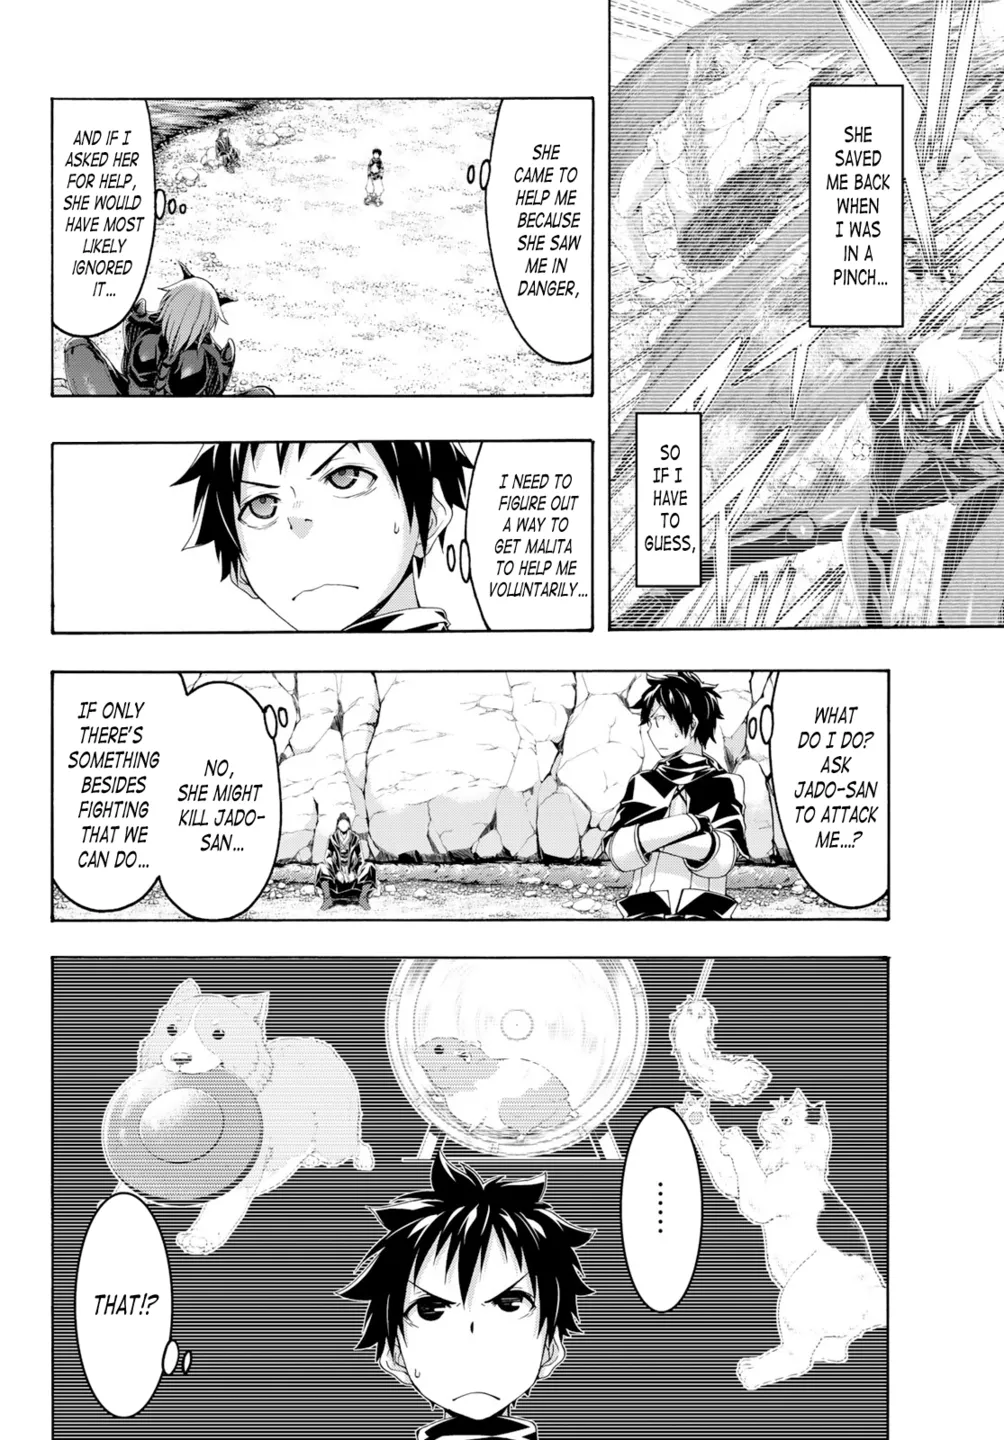 SHE
SAVED
ME BACK
WHEN
I WAS
IN A
PINCH...
SO
IF I
HAVE
TO
GUESS,
SHE
CAME TO
HELP ME
BECAUSE
SHE SAW
ME IN
DANGER,
AND IF I
ASKED HER
FOR HELP,
SHE WOULD
HAVE MOST
LIKELY
IGNORED
IT...
I NEED TO
FIGURE OUT
A WAY TO
GET MALITA
TO HELP ME
VOLUNTARILY...
WHAT
DO I DO?
ASK
JADO-SAN
TO ATTACK
ME....?
NO,
SHE MIGHT
KILL JADO-
SAN...
IF ONLY
THERE'S
SOMETHING
BESIDES
FIGHTING
THAT WE
CAN DO...
......
THAT!?